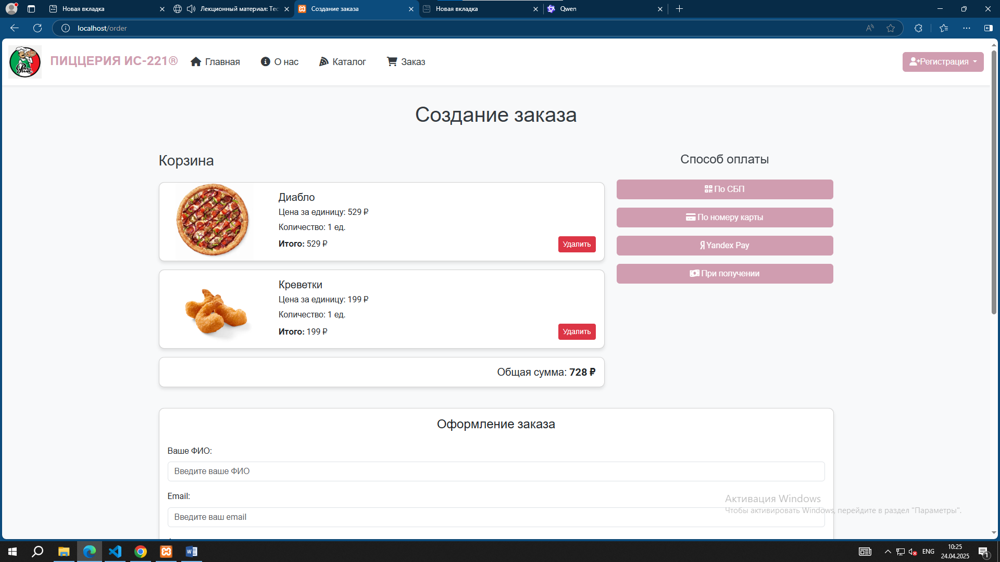 Новая вкладка
Лекционный материал: Тес
Создание заказа
Новая вкладка
Qwen
localhost/order
ПИЦЦЕРИЯ ИС-221®
Главная
О нас
Каталог
Заказ
Регистрация
Создание заказа
Корзина
Диабло
Цена за единицу: 529 ₽
Количество: 1 ед.
Итого: 529 ₽
Удалить
Креветки
Цена за единицу: 199 ₽
Количество: 1 ед.
Итого: 199 ₽
Удалить
Общая сумма: 728 ₽
Способ оплаты
По СБП
По номеру карты
Yandex Pay
При получении
Оформление заказа
Ваше ФИО:
Введите ваше ФИО
Email:
Введите ваш email
Активация Windows
Чтобы активировать Windows, перейдите в раздел "Параметры".
ENG
10:25
24.04.2025
1